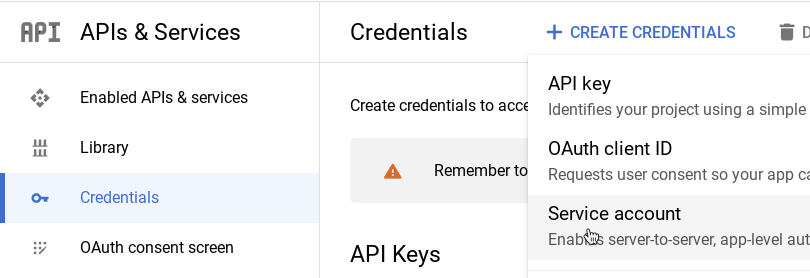 API APIs & Services
Credentials
+ CREATE CREDENTIALS
Enabled APIs & services
Library
Credentials
OAuth consent screen
Create credentials to acce
Remember to
API Keys
API key
Identifies your project using a simple
OAuth client ID
Requests user consent so your app ca
Service account
Enables server-to-server, app-level aut